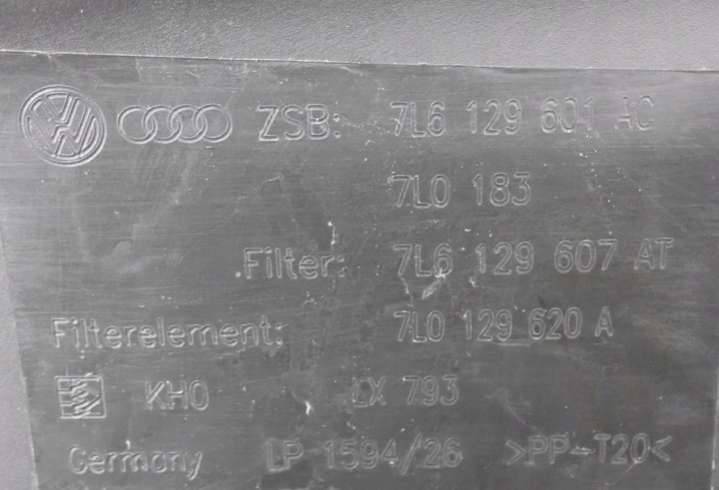 ZSB: 7L6 129 601 AC
7L0 183
Filter: 7L6 129 607 AT
Filterelement: 7L0 129 620 A
KHO LX 793
Germany LP 1594/26 >PP-T20<